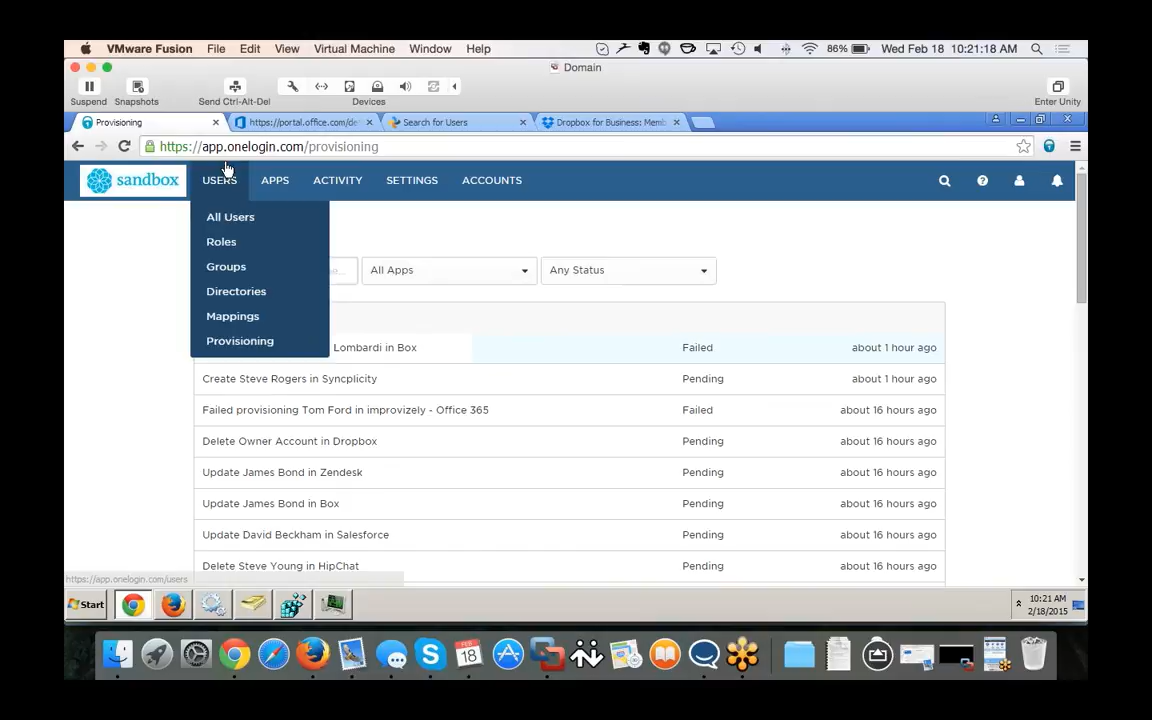 VMware Fusion File Edit View Virtual Machine Window Help 86% Wed Feb 18 10:21:18 AM
Domain
Suspend Snapshots Send Ctrl-Alt-Del Devices Enter Unity
Provisioning https://portal.office.com/de Search for Users Dropbox for Business: Memb
https://app.onelogin.com/provisioning
sandbox USERS APPS ACTIVITY SETTINGS ACCOUNTS
All Users
Roles
Groups
Directories
Mappings
Provisioning
All Apps Any Status
Lombardi in Box Failed about 1 hour ago
Create Steve Rogers in Syncplicity Pending about 1 hour ago
Failed provisioning Tom Ford in improvizely - Office 365 Failed about 16 hours ago
Delete Owner Account in Dropbox Pending about 16 hours ago
Update James Bond in Zendesk Pending about 16 hours ago
Update James Bond in Box Pending about 16 hours ago
Update David Beckham in Salesforce Pending about 16 hours ago
Delete Steve Young in HipChat Pending about 16 hours ago
https://app.onelogin.com/users
Start 10:21 AM
2/18/2015
FEB
18